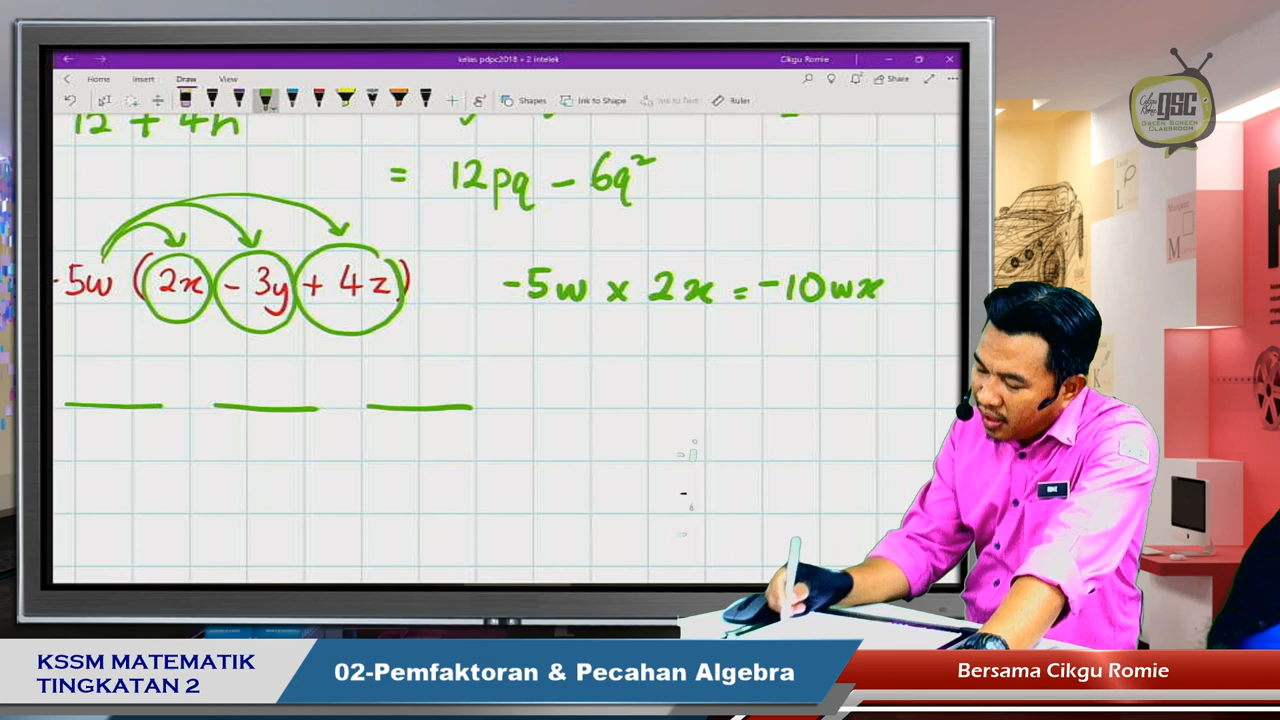 kelas pdpc2018 » 2 intelek
Cikgu Romie
Home Insert Draw View
Share
Shapes Ink to Shape Ink to Text Ruler
12 + 4h
= 12pq - 6q²
-5w (2x - 3y + 4z)
-5w x 2x = -10wx
Cikgu Romie
gsc
GREEN SCREEN
CLASSROOM
L
M
K
KSSM MATEMATIK
TINGKATAN 2
02-Pemfaktoran & Pecahan Algebra
Bersama Cikgu Romie